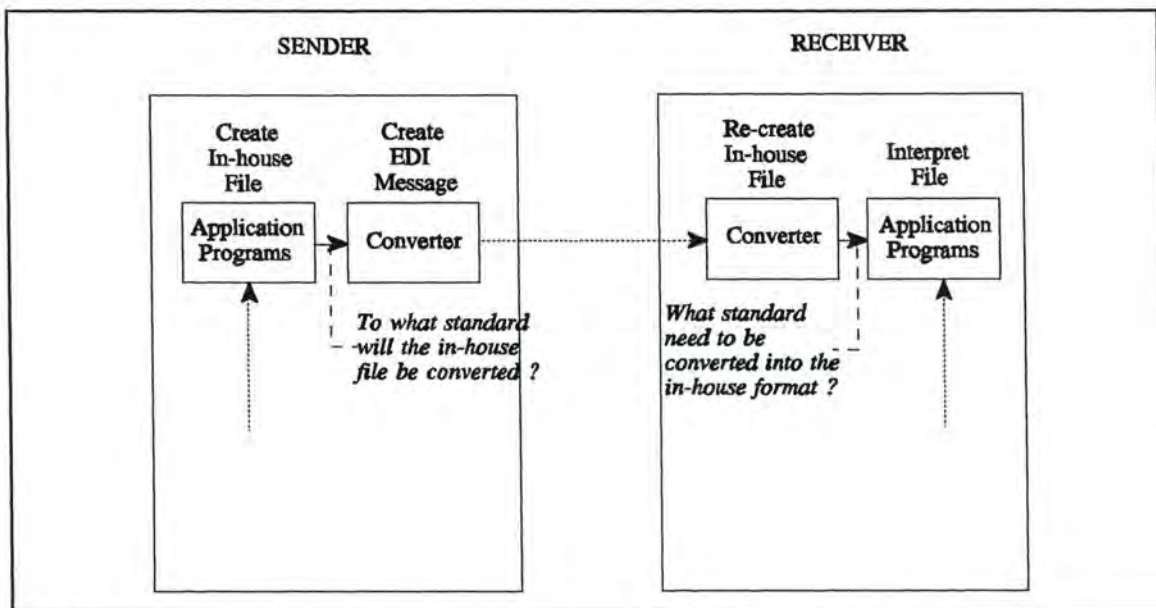 SENDER
RECEIVER
Create
In-house
File
Create
EDI
Message
Re-create
In-house
File
Interpret
File
Application
Programs
Converter
Converter
Application
Programs
To what standard
will the in-house
file be converted ?
What standard
need to be
converted into the
in-house format ?